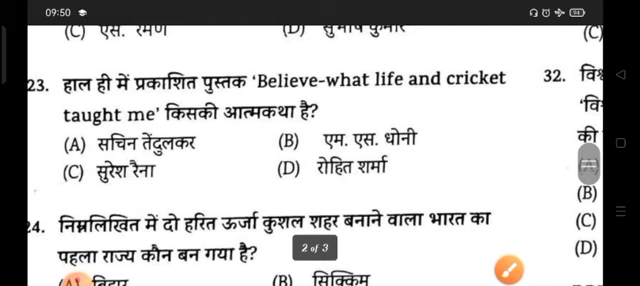 09:50
94
(C) एस. रमण (D) सुभाष कुमार
(C)
23. हाल ही में प्रकाशित पुस्तक ‘Believe-what life and cricket
taught me’ किसकी आत्मकथा है?
(A) सचिन तेंदुलकर (B) एम. एस. धोनी
(C) सुरेश रैना (D) रोहित शर्मा
24. निम्नलिखित में दो हरित ऊर्जा कुशल शहर बनाने वाला भारत का
पहला राज्य कौन बन गया है?
2 of 3
(A) बिहार (B) सिक्किम
32. विश्
‘वि
की
(A)
(B)
(C)
(D)